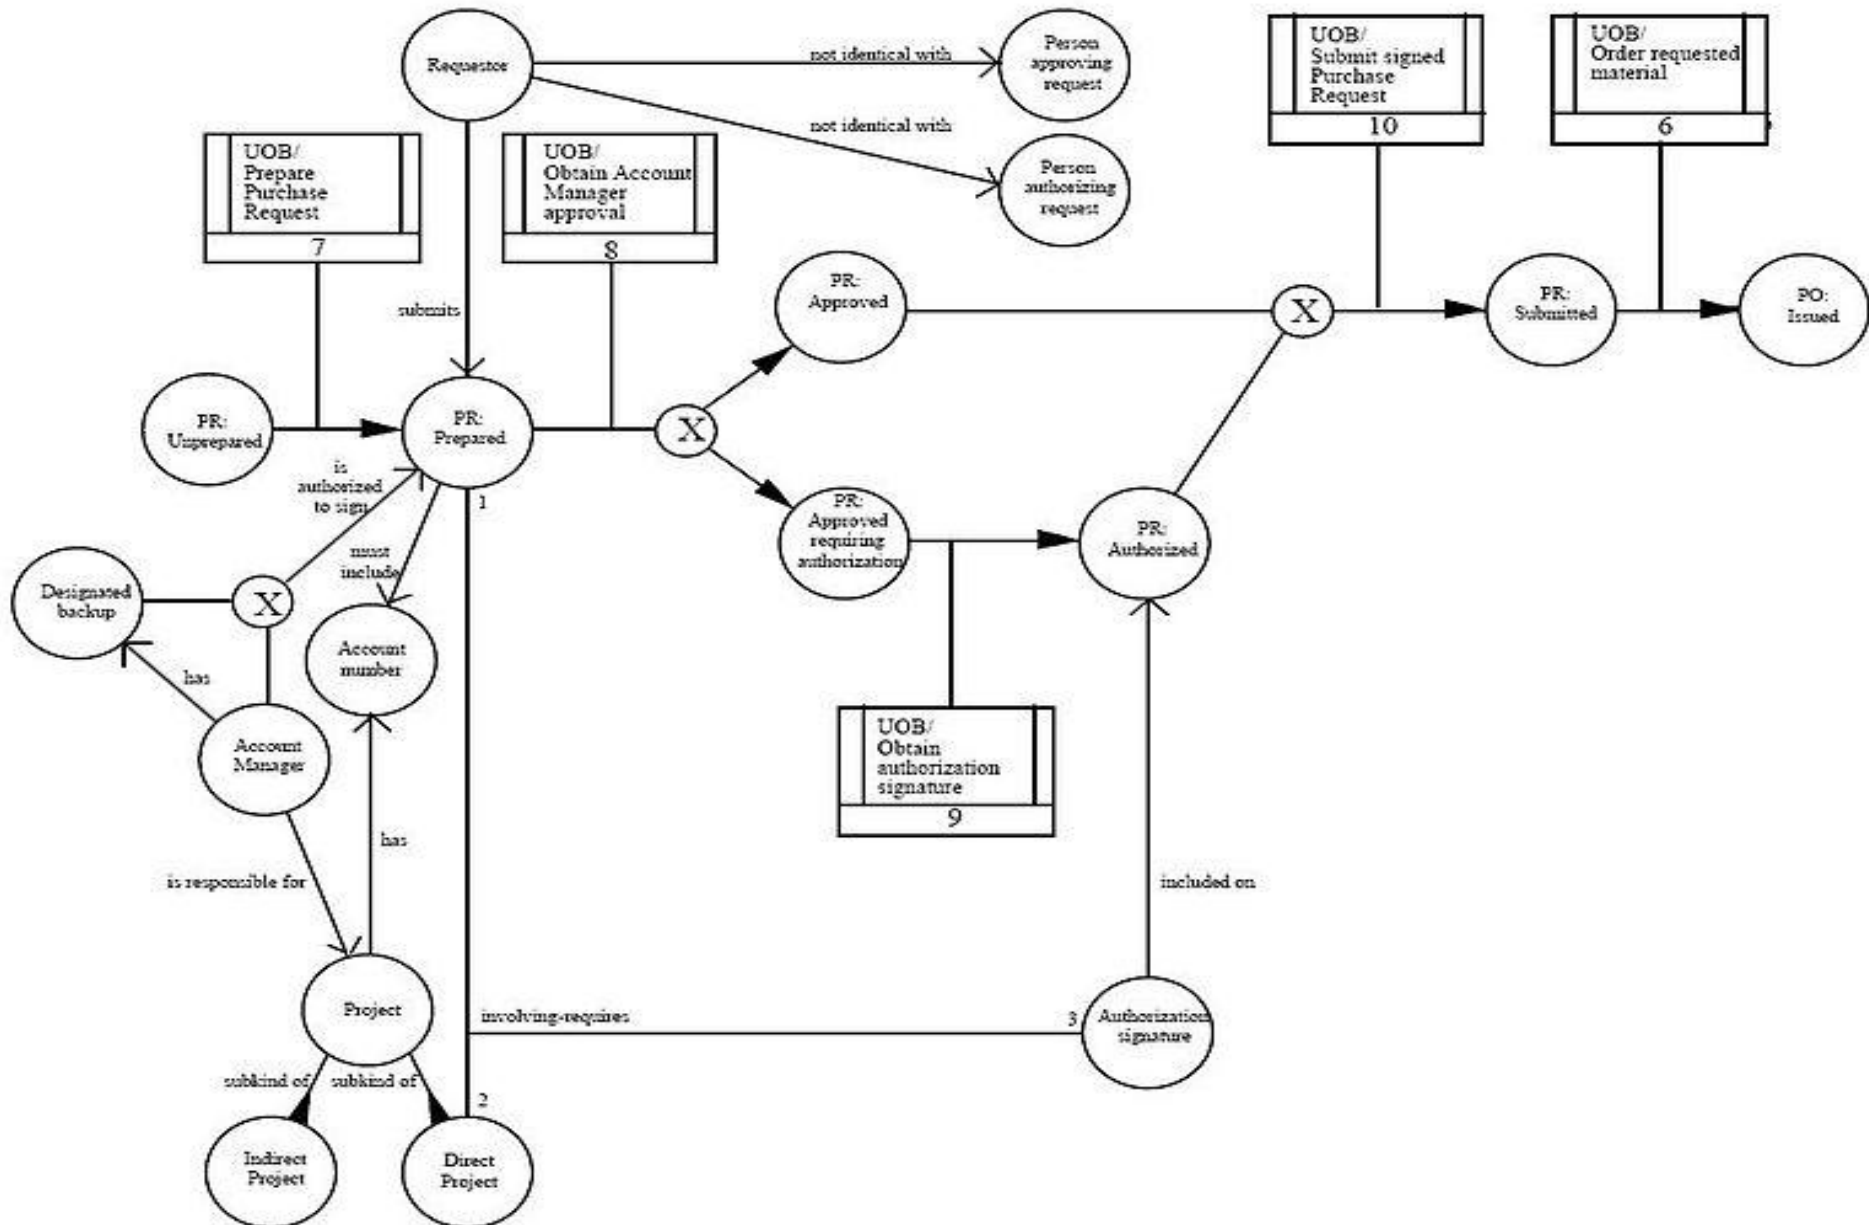 Requestor
not identical with
Person
approving
request
not identical with
Person
authorizing
request
UOB/
Submit signed
Purchase
Request
10
UOB/
Order requested
material
6
UOB/
Prepare
Purchase
Request
7
UOB/
Obtain Account
Manager
approval
8
submits
PR:
Approved
X
PR:
Submitted
PO:
Issued
PR:
Unprepared
PR:
Prepared
X
is
authorized
to sign
1
must
include
PR:
Approved
requiring
authorization
PR:
Authorized
Designated
backup
X
Account
number
has
Account
Manager
UOB/
Obtain
authorization
signature
9
has
is responsible for
included on
Project
involving-requires
3
Authorization
signature
subkind of
subkind of
2
Indirect
Project
Direct
Project